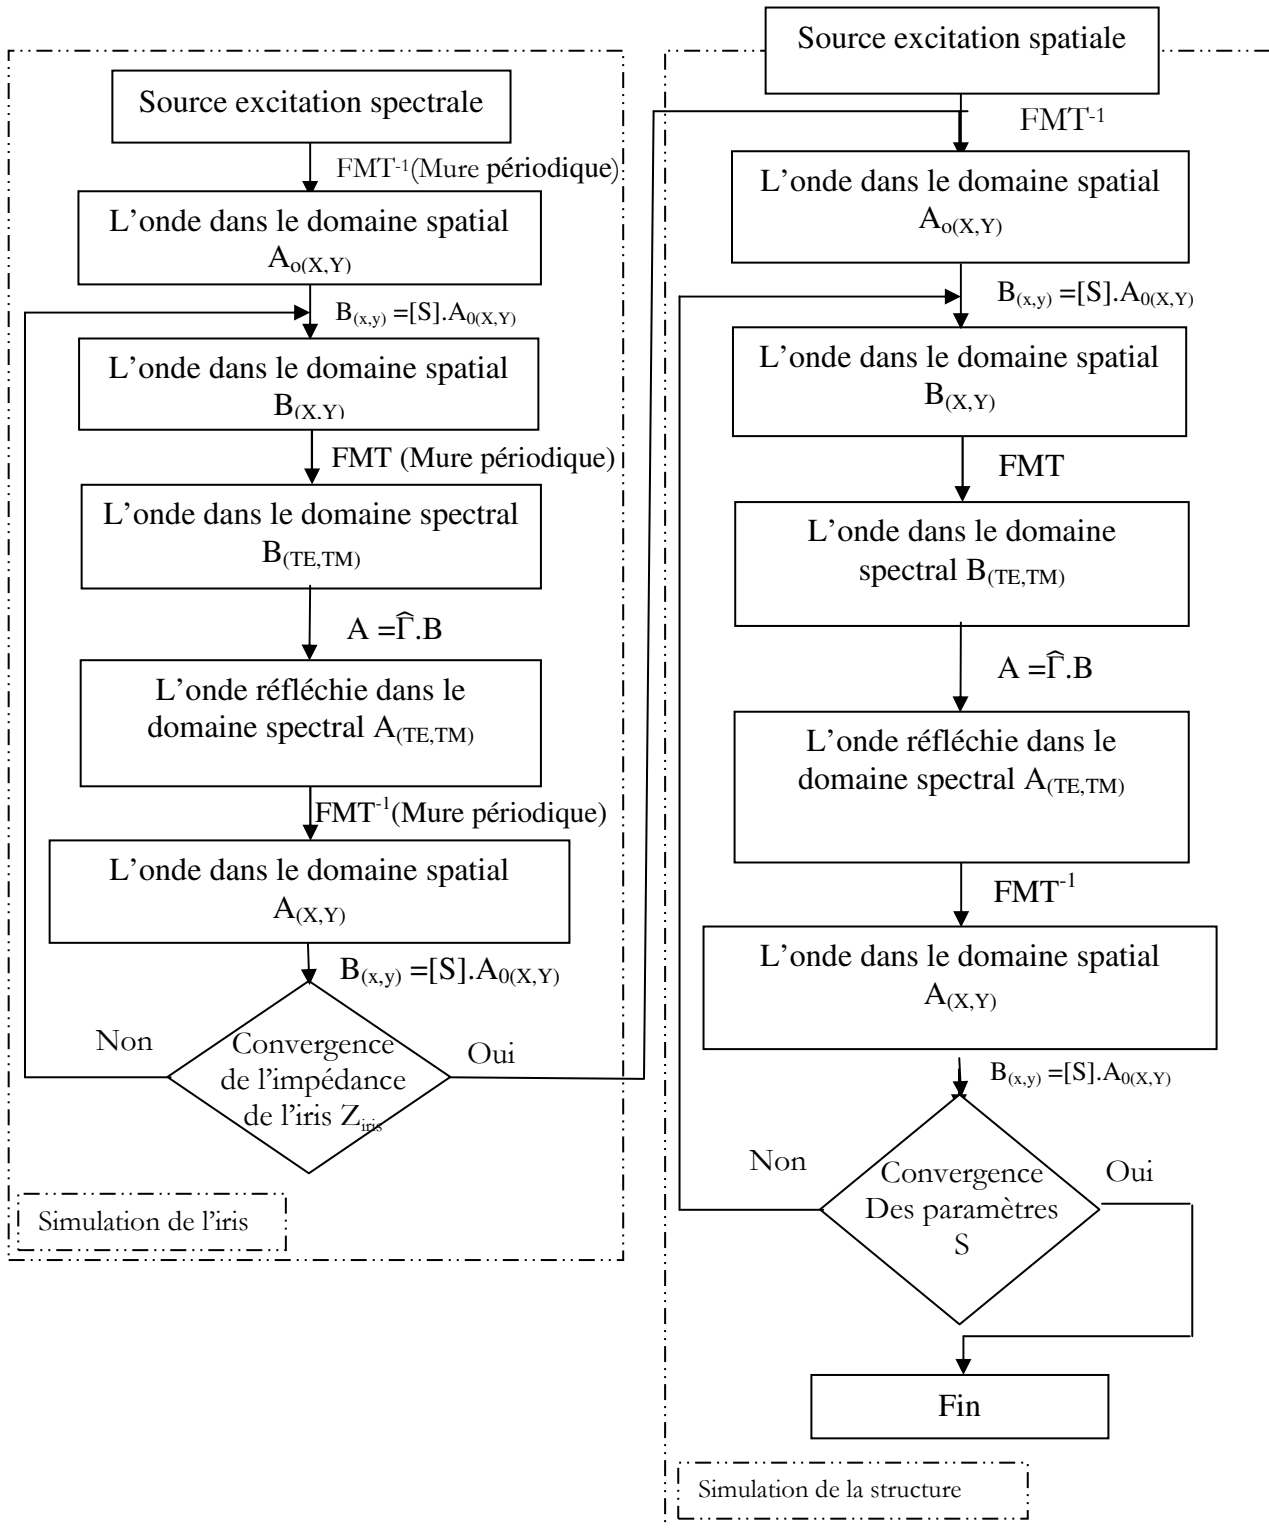 Source excitation spectrale
FMT⁻¹(Mure périodique)
L'onde dans le domaine spatial
Ao(X,Y)
B(x,y) =[S].A0(X,Y)
L'onde dans le domaine spatial
B(X,Y)
FMT (Mure périodique)
L'onde dans le domaine spectral
B(TE,TM)
A =Γ̂.B
L'onde réfléchie dans le
domaine spectral A(TE,TM)
FMT⁻¹(Mure périodique)
L'onde dans le domaine spatial
A(X,Y)
B(x,y) =[S].A0(X,Y)
Non
Convergence
de l'impédance
de l'iris Ziris
Oui
Simulation de l'iris
Source excitation spatiale
FMT⁻¹
L'onde dans le domaine spatial
Ao(X,Y)
B(x,y) =[S].A0(X,Y)
L'onde dans le domaine spatial
B(X,Y)
FMT
L'onde dans le domaine
spectral B(TE,TM)
A =Γ̂.B
L'onde réfléchie dans le
domaine spectral A(TE,TM)
FMT⁻¹
L'onde dans le domaine spatial
A(X,Y)
B(x,y) =[S].A0(X,Y)
Non
Convergence
Des paramètres
S
Oui
Fin
Simulation de la structure